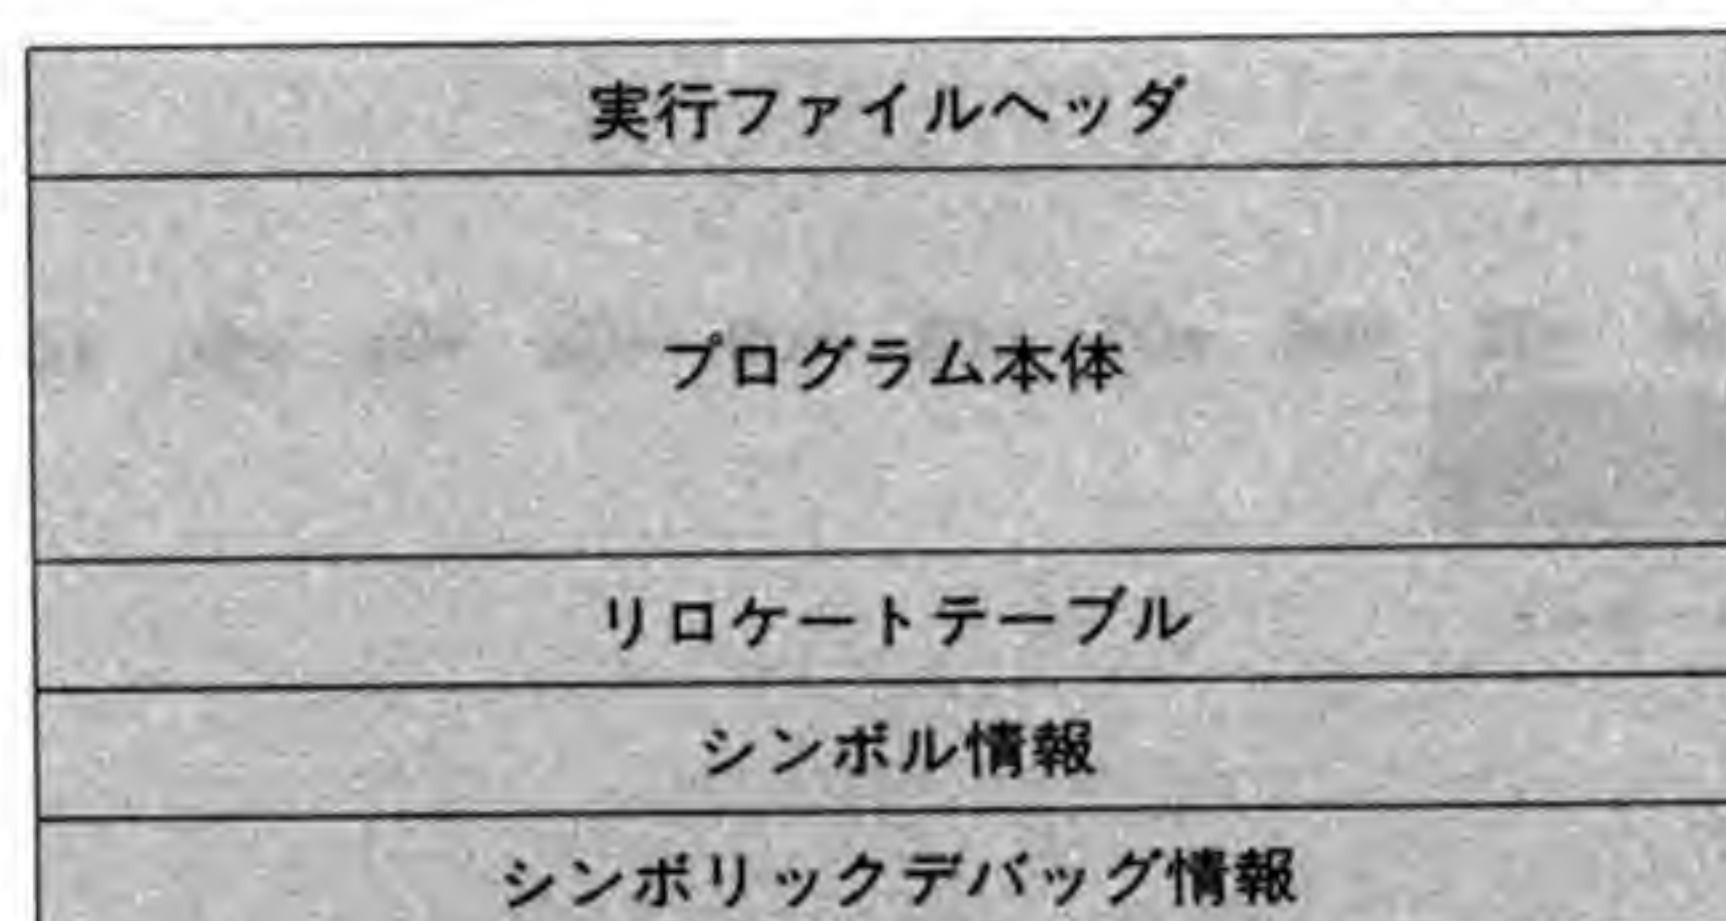 実行ファイルヘッダ
プログラム本体
リロケートテーブル
シンボル情報
シンボリックデバッグ情報